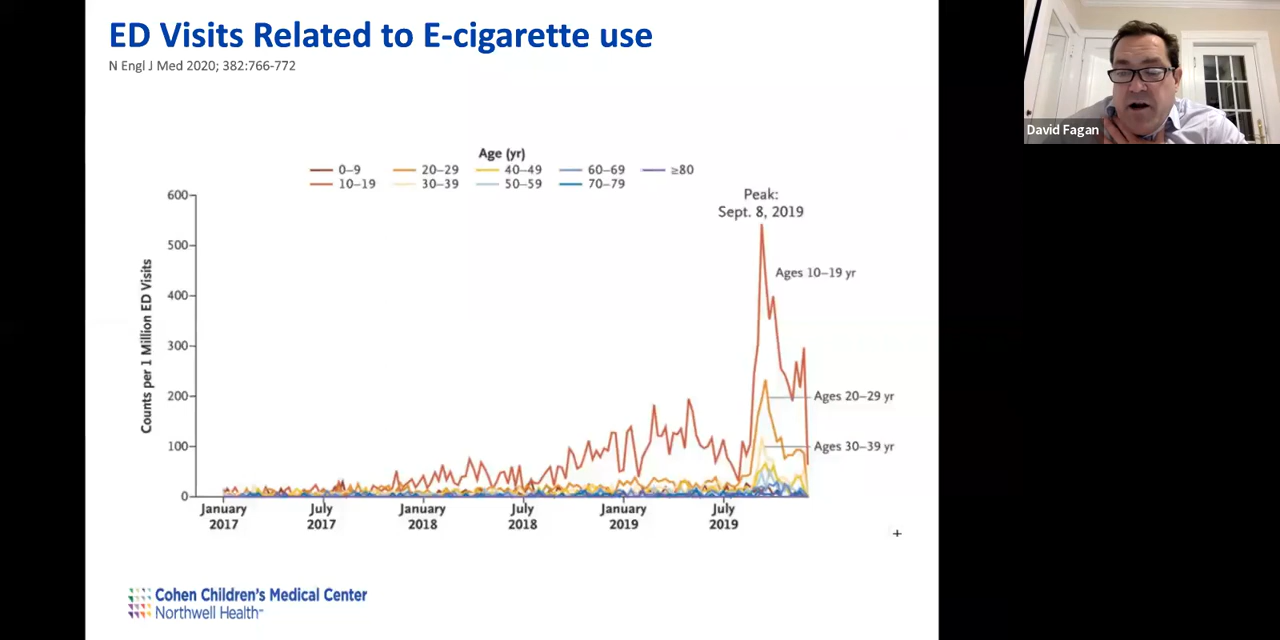 ED Visits Related to E-cigarette use
N Engl J Med 2020; 382:766-772
David Fagan
Age (yr)
0–9 20–29 40–49 60–69 ≥80
10–19 30–39 50–59 70–79
Counts per 1 Million ED Visits
600
500
400
300
200
100
0
Peak:
Sept. 8, 2019
Ages 10–19 yr
Ages 20–29 yr
Ages 30–39 yr
January 2017
July 2017
January 2018
July 2018
January 2019
July 2019
Cohen Children's Medical Center
Northwell Health℠